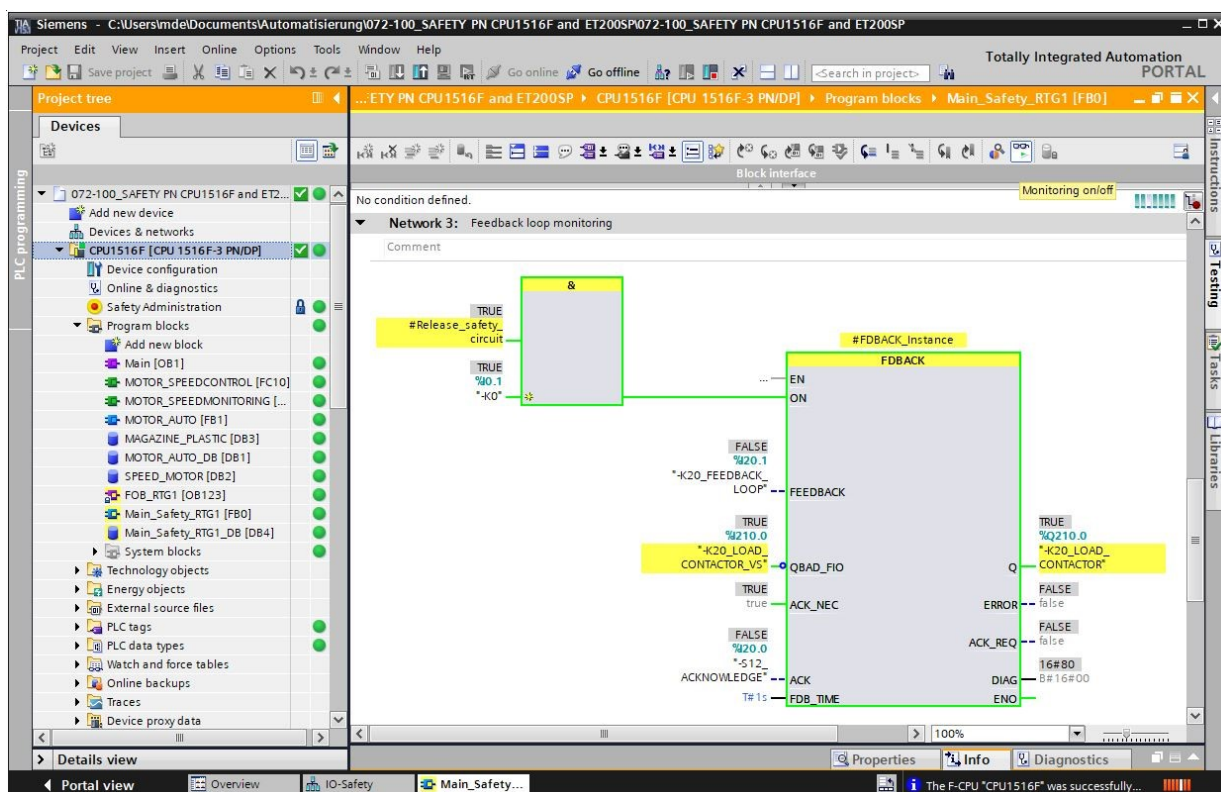 Siemens - C:\Users\mde\Documents\Automatisierung\072-100_SAFETY PN CPU1516F and ET200SP\072-100_SAFETY PN CPU1516F and ET200SP
Project Edit View Insert Online Options Tools Window Help
Totally Integrated Automation
PORTAL
Save project
Go online
Go offline
<Search in project>
Project tree
...ETY PN CPU1516F and ET200SP
CPU1516F [CPU 1516F-3 PN/DP]
Program blocks
Main_Safety_RTG1 [FB0]
Devices
PLC programming
072-100_SAFETY PN CPU1516F and ET2...
Add new device
Devices & networks
CPU1516F [CPU 1516F-3 PN/DP]
Device configuration
Online & diagnostics
Safety Administration
Program blocks
Add new block
Main [OB1]
MOTOR_SPEEDCONTROL [FC10]
MOTOR_SPEEDMONITORING [...
MOTOR_AUTO [FB1]
MAGAZINE_PLASTIC [DB3]
MOTOR_AUTO_DB [DB1]
SPEED_MOTOR [DB2]
FOB_RTG1 [OB123]
Main_Safety_RTG1 [FB0]
Main_Safety_RTG1_DB [DB4]
System blocks
Technology objects
Energy objects
External source files
PLC tags
PLC data types
Watch and force tables
Online backups
Traces
Device proxy data
Details view
Block interface
Monitoring on/off
No condition defined.
Network 3: Feedback loop monitoring
Comment
&
TRUE
#Release_safety_
circuit
TRUE
%I0.1
"-K0"
#FDBACK_Instance
FDBACK
... EN
ON
FALSE
%I20.1
"-K20_FEEDBACK_
LOOP" FEEDBACK
TRUE
%I210.0
"-K20_LOAD_
CONTACTOR_VS" QBAD_FIO
TRUE
true ACK_NEC
FALSE
%I20.0
"-S12_
ACKNOWLEDGE" ACK
T#1s FDB_TIME
TRUE
%Q210.0
"-K20_LOAD_
Q CONTACTOR"
FALSE
ERROR false
FALSE
ACK_REQ false
16#80
DIAG B#16#00
ENO
100%
Properties
Info
Diagnostics
Instructions
Testing
Tasks
Libraries
Portal view
Overview
IO-Safety
Main_Safety...
The F-CPU "CPU1516F" was successfully...